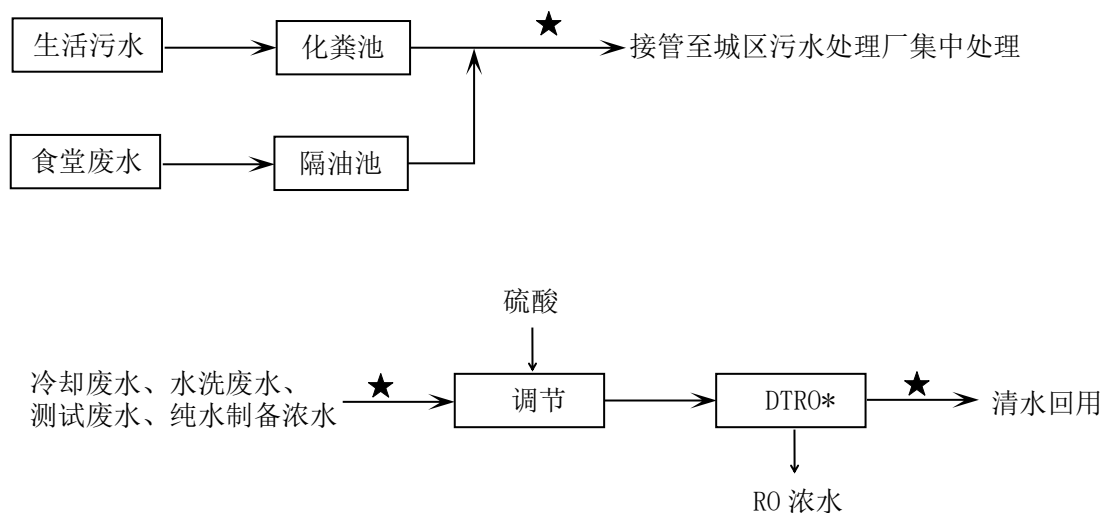 生活污水
化粪池
接管至城区污水处理厂集中处理
食堂废水
隔油池
硫酸
冷却废水、水洗废水、
测试废水、纯水制备浓水
调节
DTRO*
清水回用
RO 浓水